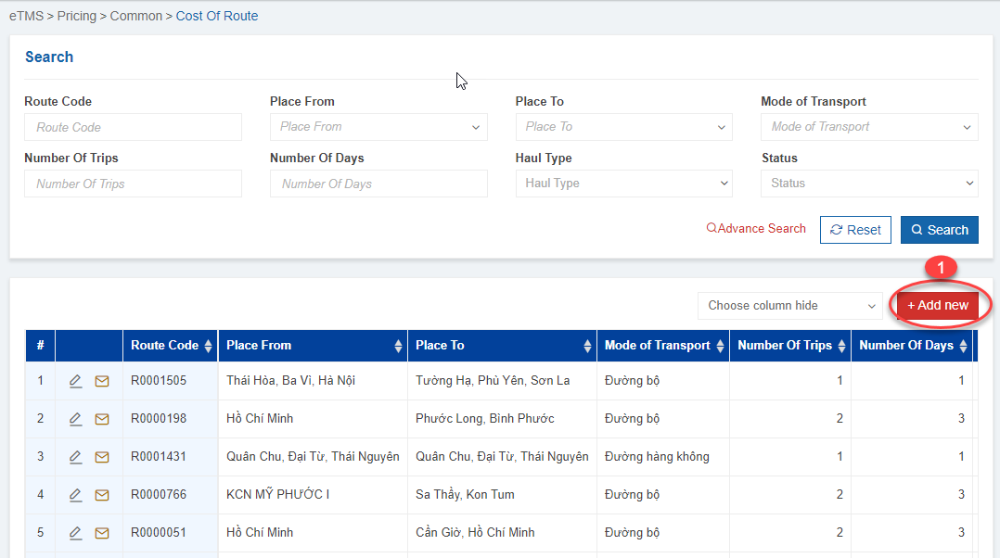 eTMS > Pricing > Common > Cost Of Route
Search
Route Code Place From Place To Mode of Transport
Route Code Place From Place To Mode of Transport
Number Of Trips Number Of Days Haul Type Status
Number Of Trips Number Of Days Haul Type Status
Advance Search Reset Search
1
Choose column hide + Add new
# Route Code Place From Place To Mode of Transport Number Of Trips Number Of Days
1 R0001505 Thái Hòa, Ba Vì, Hà Nội Tường Hạ, Phù Yên, Sơn La Đường bộ 1 1
2 R0000198 Hồ Chí Minh Phước Long, Bình Phước Đường bộ 2 3
3 R0001431 Quân Chu, Đại Từ, Thái Nguyên Quân Chu, Đại Từ, Thái Nguyên Đường hàng không 1 1
4 R0000766 KCN MỸ PHƯỚC I Sa Thầy, Kon Tum Đường bộ 2 3
5 R0000051 Hồ Chí Minh Cần Giờ, Hồ Chí Minh Đường bộ 2 3